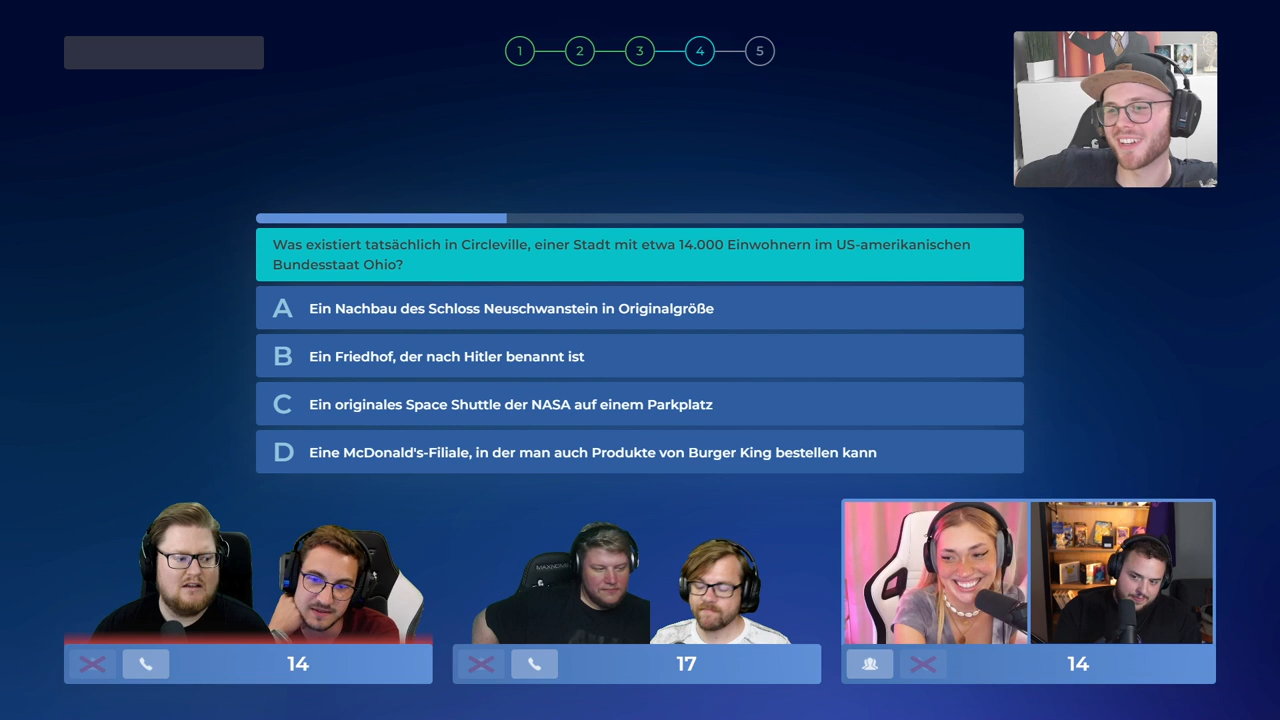 1 2 3 4 5
Was existiert tatsächlich in Circleville, einer Stadt mit etwa 14.000 Einwohnern im US-amerikanischen
Bundesstaat Ohio?
A Ein Nachbau des Schloss Neuschwanstein in Originalgröße
B Ein Friedhof, der nach Hitler benannt ist
C Ein originales Space Shuttle der NASA auf einem Parkplatz
D Eine McDonald's-Filiale, in der man auch Produkte von Burger King bestellen kann
MAXNOMIC
14
17
14